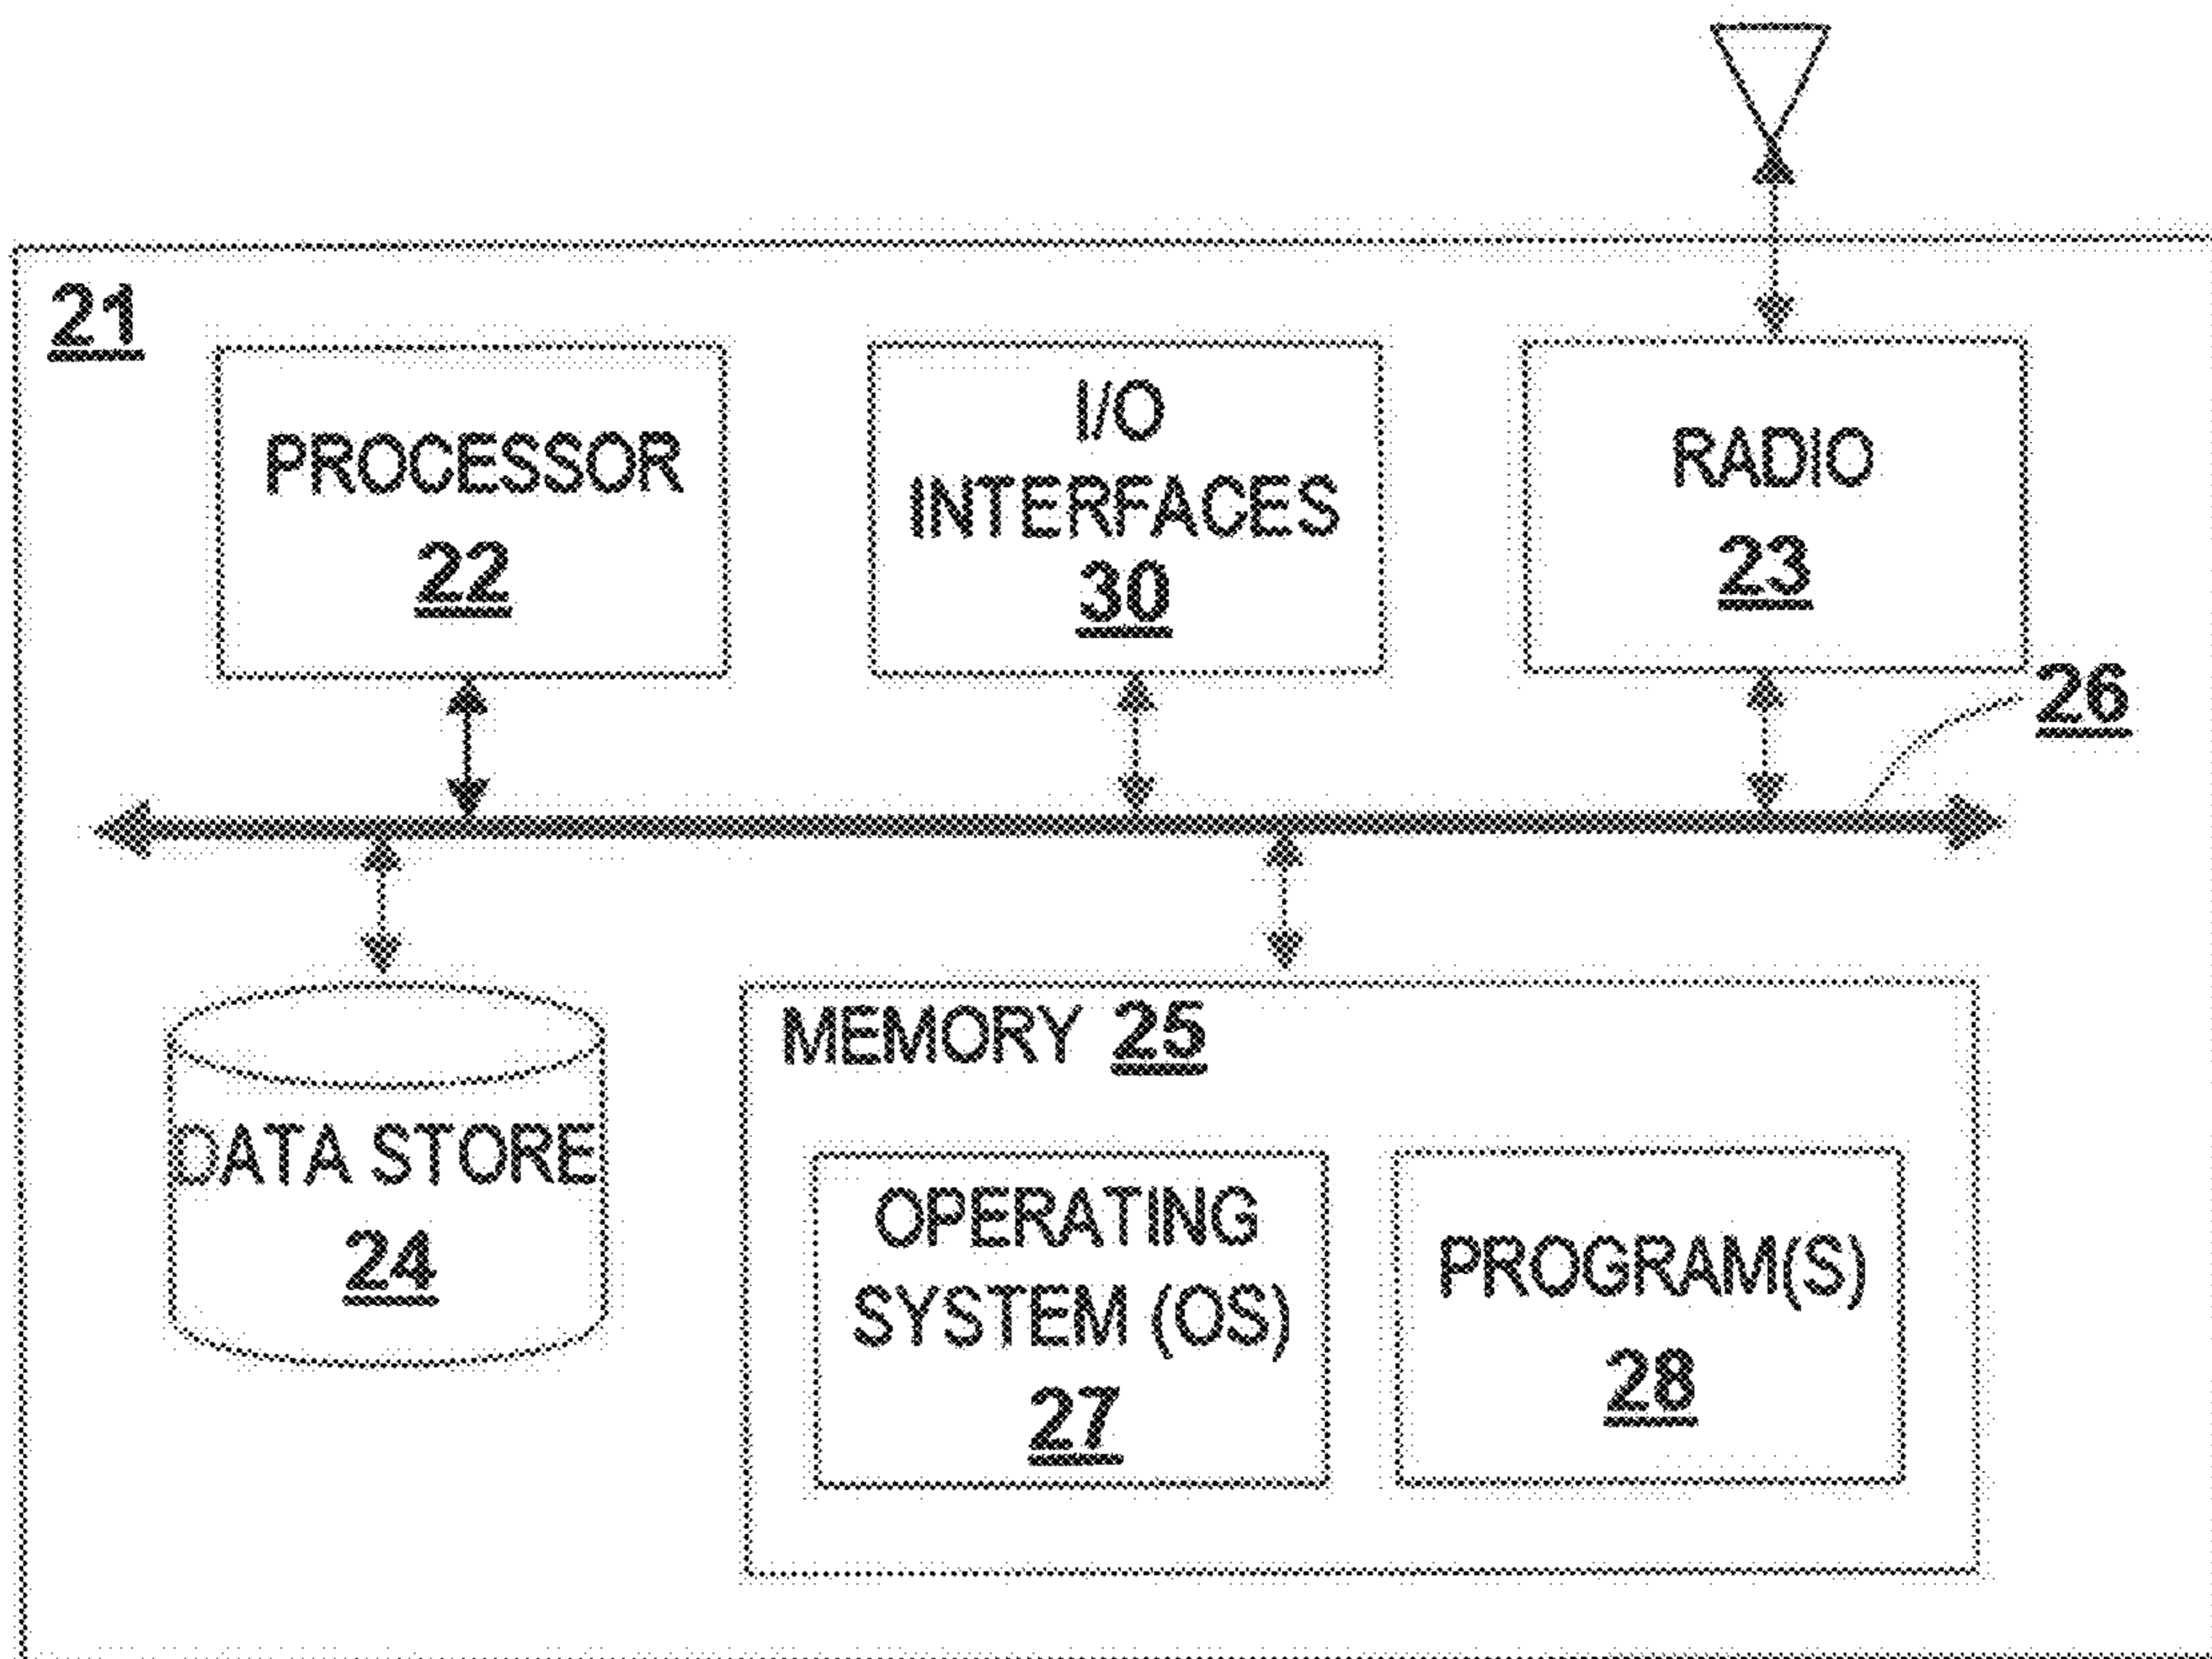 21
PROCESSOR
22
I/O
INTERFACES
30
RADIO
23
26
DATA STORE
24
MEMORY 25
OPERATING
SYSTEM (OS)
27
PROGRAM(S)
28